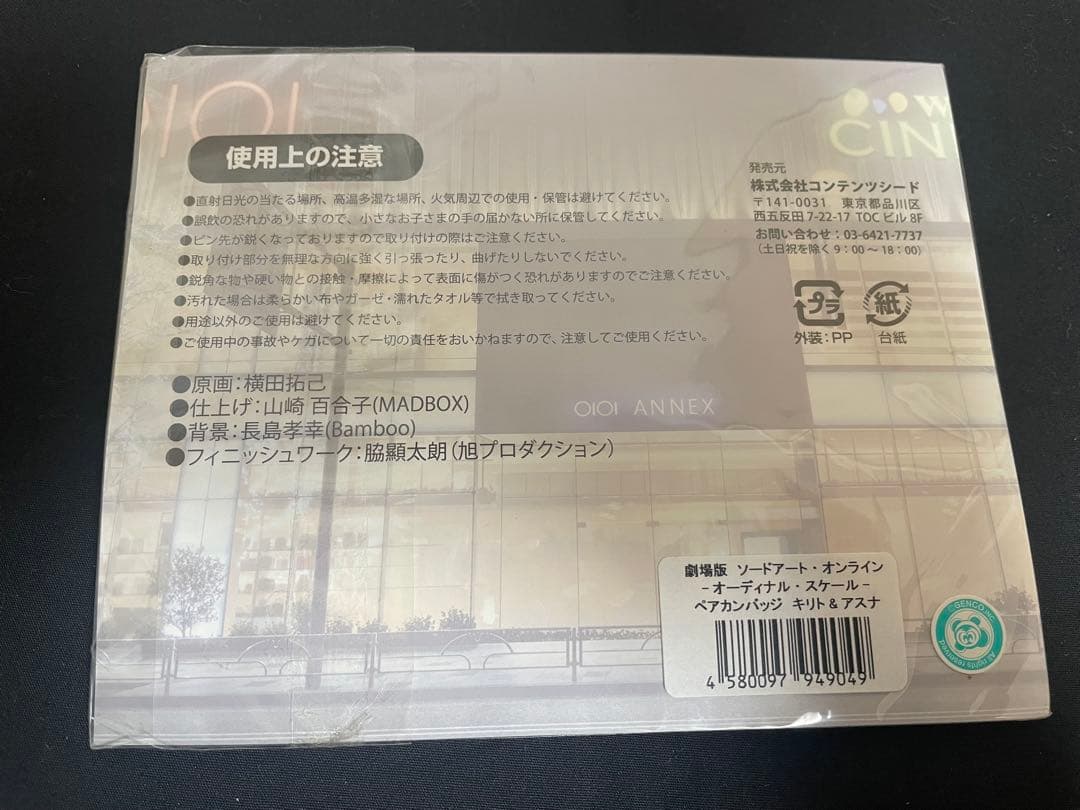 OIOI
W
CIN
使用上の注意
●直射日光の当たる場所、高温多湿な場所、火気周辺での使用・保管は避けてください。
●誤飲の恐れがありますので、小さなお子さまの手の届かない所に保管してください。
●ピン先が鋭くなっておりますので取り付けの際はご注意ください。
●取り付け部分を無理な方向に強く引っ張ったり、曲げたりしないでください。
●鋭角な物や硬い物との接触・摩擦によって表面に傷がつく恐れがありますのでご注意ください。
●汚れた場合は柔らかい布やガーゼ・濡れたタオル等で拭き取ってください。
●用途以外のご使用は避けてください。
●ご使用中の事故やケガについて一切の責任をおいかねますので、注意してご使用ください。
●原画：横田拓己
●仕上げ：山崎 百合子(MADBOX)
●背景：長島孝幸(Bamboo)
●フィニッシュワーク：脇顯太朗(旭プロダクション)
発売元
株式会社コンテンツシード
〒141-0031 東京都品川区
西五反田 7-22-17 TOC ビル 8F
お問い合わせ：03-6421-7737
(土日祝を除く 9：00～18：00)
プラ
外装：PP
紙
台紙
OIOI ANNEX
劇場版 ソードアート・オンライン
-オーディナル・スケール-
ペアカンバッジ キリト&アスナ
4 580097 949049
© GENCO,INC.
All rights reserved.